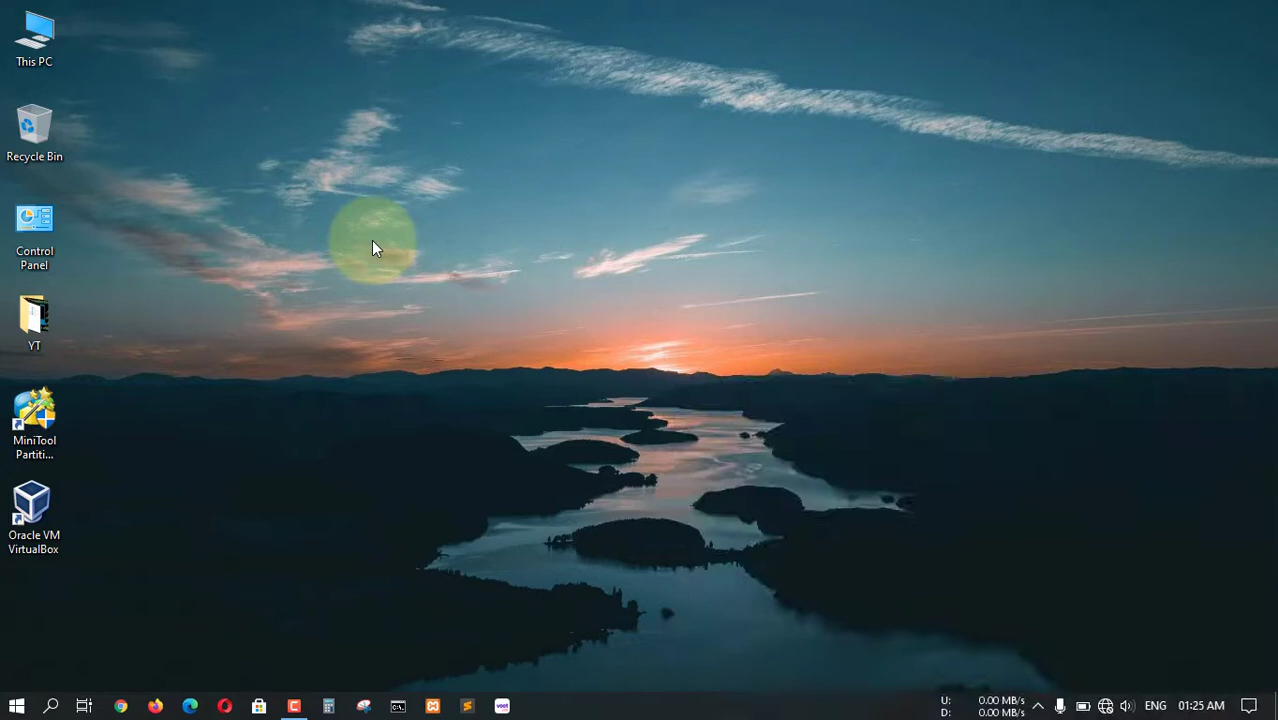 This PC
Recycle Bin
Control
Panel
YT
MiniTool
Partiti...
Oracle VM
VirtualBox
voot
U: 0.00 MB/s
D: 0.00 MB/s
ENG
01:25 AM